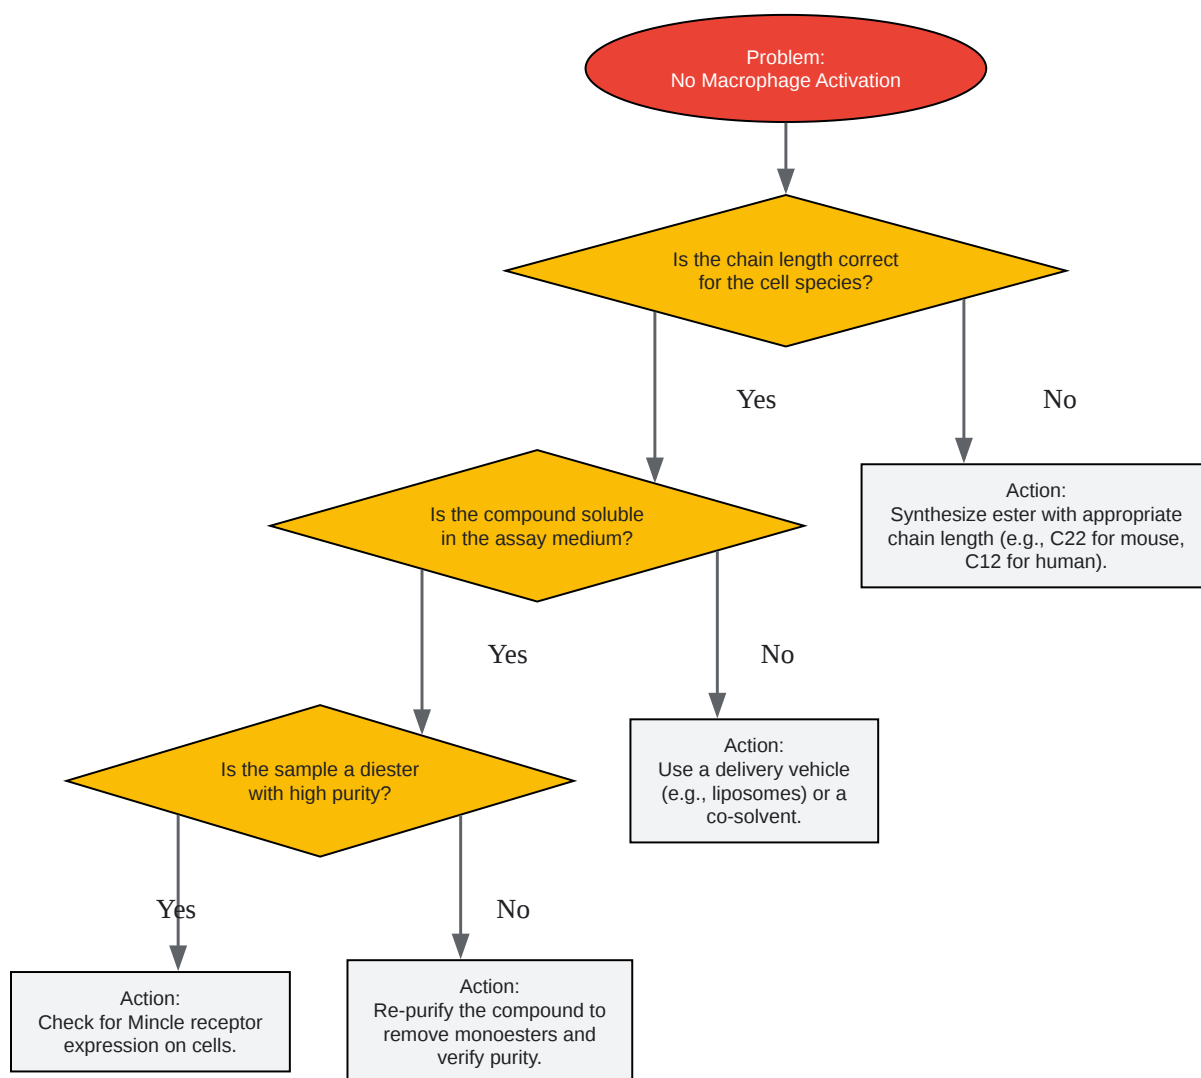 Problem:
No Macrophage Activation
Is the chain length correct
for the cell species?
Yes
No
Is the compound soluble
in the assay medium?
Action:
Synthesize ester with appropriate
chain length (e.g., C22 for mouse,
C12 for human).
Yes
No
Is the sample a diester
with high purity?
Action:
Use a delivery vehicle
(e.g., liposomes) or a
co-solvent.
Yes
No
Action:
Check for Mincle receptor
expression on cells.
Action:
Re-purify the compound to
remove monoesters and
verify purity.